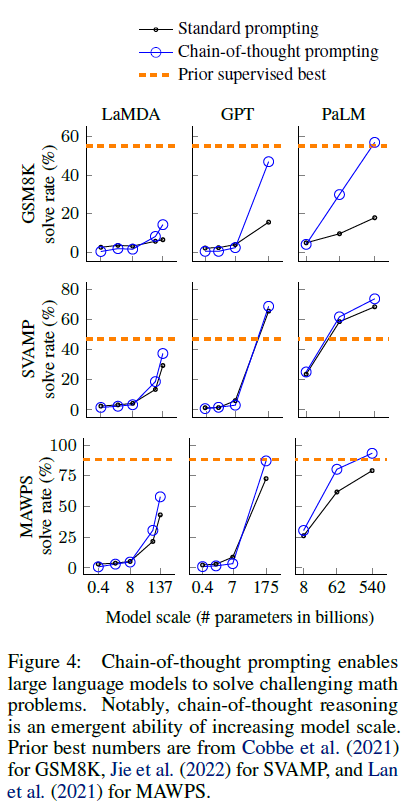 Standard prompting
Chain-of-thought prompting
Prior supervised best
LaMDA GPT PaLM
GSM8K
solve rate (%)
60
40
20
0
SVAMP
solve rate (%)
80
60
40
20
0
MAWPS
solve rate (%)
100
75
50
25
0
0.4 8 137 0.4 7 175 8 62 540
Model scale (# parameters in billions)
Figure 4: Chain-of-thought prompting enables
large language models to solve challenging math
problems. Notably, chain-of-thought reasoning
is an emergent ability of increasing model scale.
Prior best numbers are from Cobbe et al. (2021)
for GSM8K, Jie et al. (2022) for SVAMP, and Lan
et al. (2021) for MAWPS.